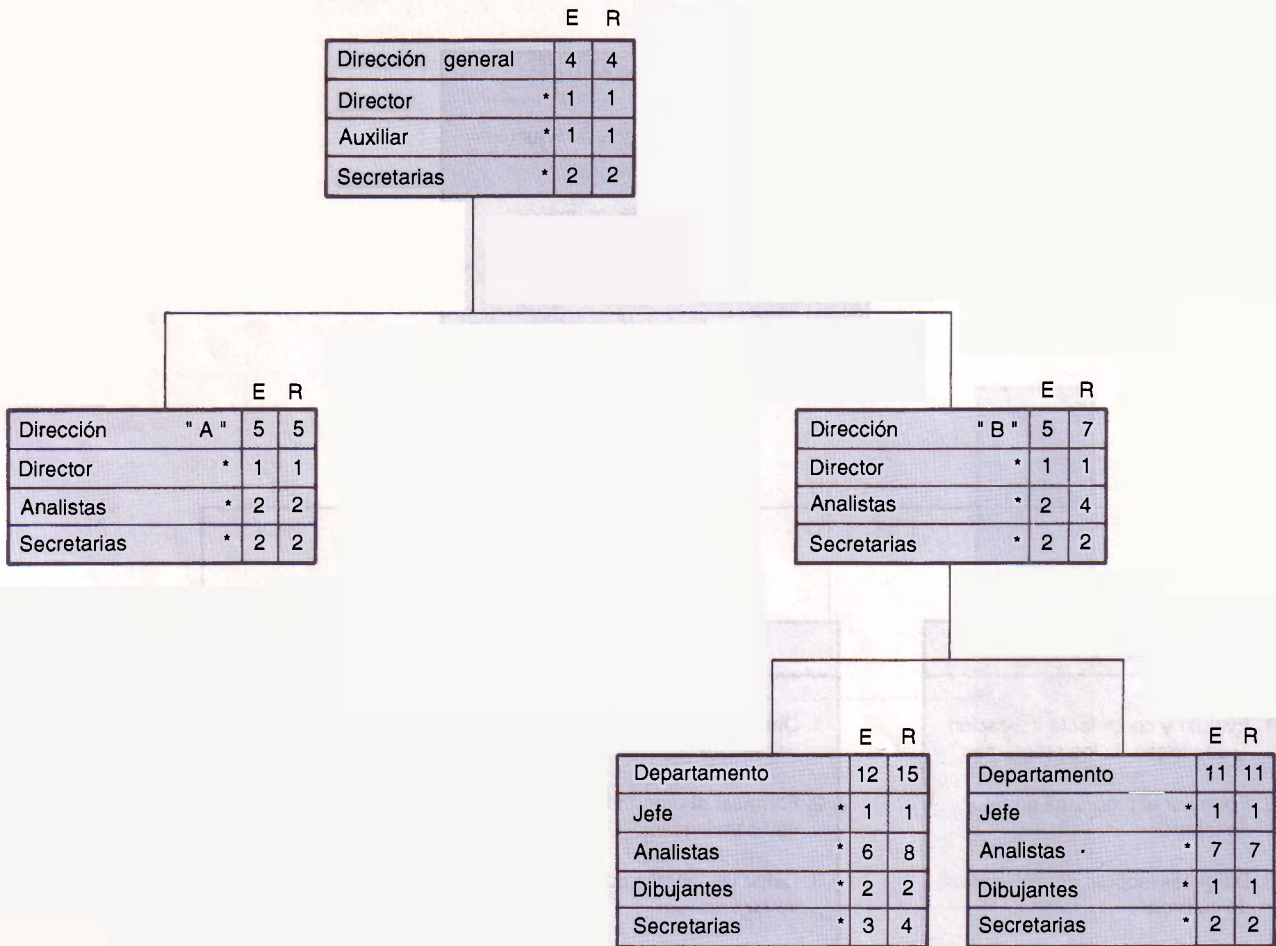 E R
Dirección general 4 4
Director * 1 1
Auxiliar * 1 1
Secretarias * 2 2
E R
Dirección " A " 5 5
Director * 1 1
Analistas * 2 2
Secretarias * 2 2
E R
Dirección " B " 5 7
Director * 1 1
Analistas * 2 4
Secretarias * 2 2
E R
Departamento 12 15
Jefe * 1 1
Analistas * 6 8
Dibujantes * 2 2
Secretarias * 3 4
E R
Departamento 11 11
Jefe * 1 1
Analistas * 7 7
Dibujantes * 1 1
Secretarias * 2 2